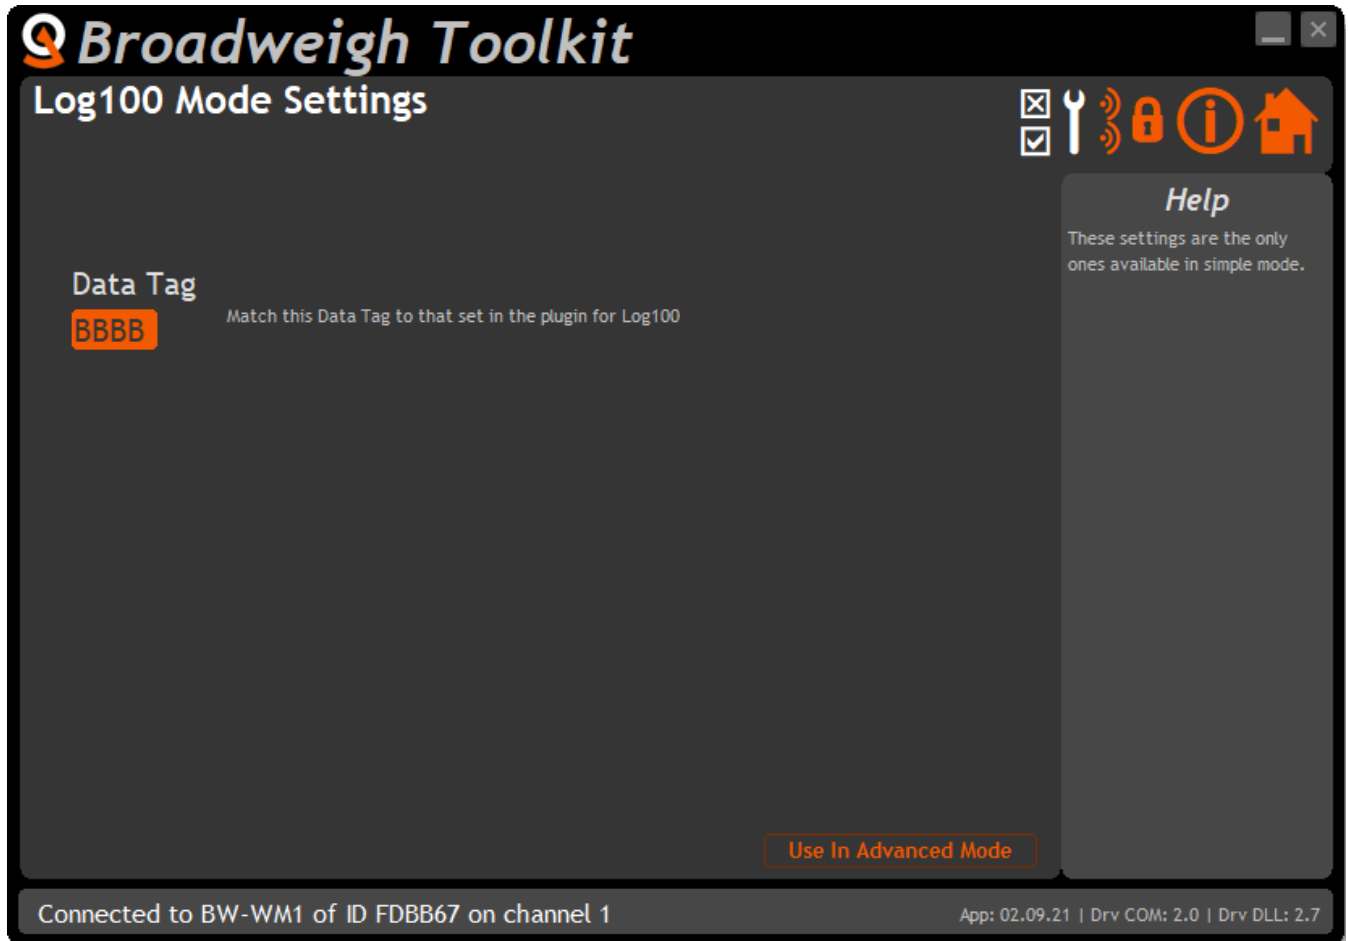 Broadweigh Toolkit
Log100 Mode Settings
Help
These settings are the only
ones available in simple mode.
Data Tag
BBBB
Match this Data Tag to that set in the plugin for Log100
Use In Advanced Mode
Connected to BW-WM1 of ID FDBB67 on channel 1
App: 02.09.21 | Drv COM: 2.0 | Drv DLL: 2.7